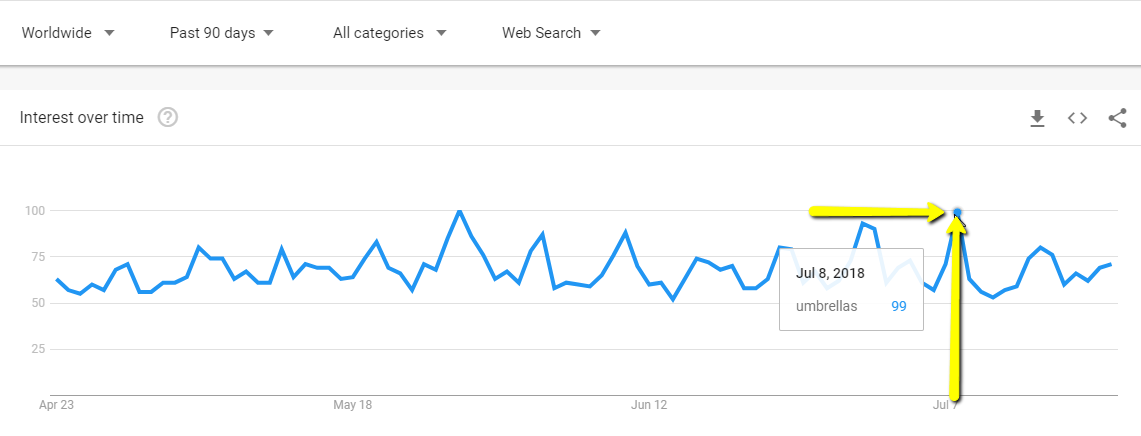 Worldwide Past 90 days All categories Web Search
Interest over time ?
100
75
50
25
Jul 8, 2018
umbrellas 99
Apr 23 May 18 Jun 12 Jul 7